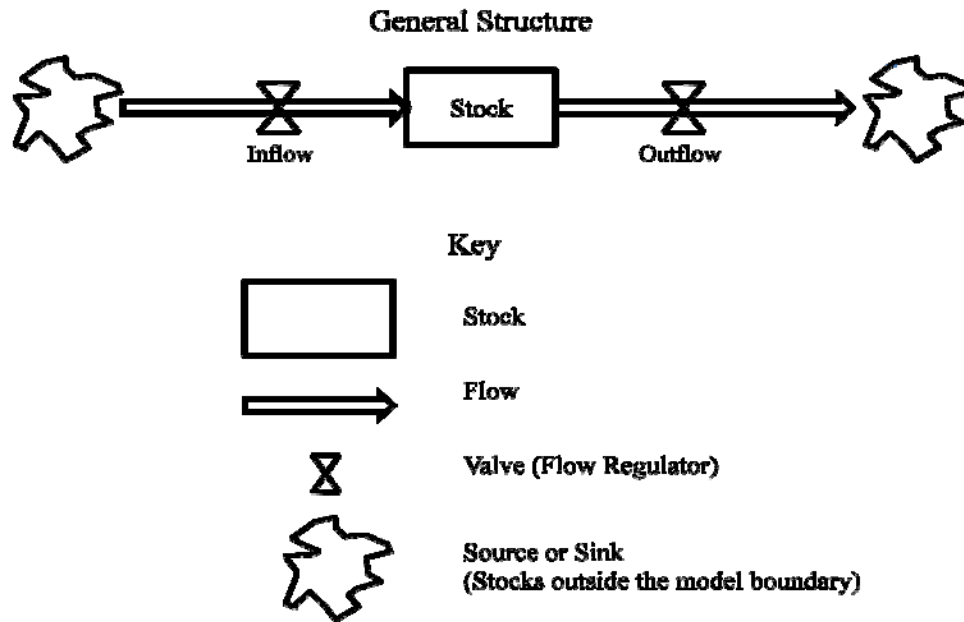 General Structure
Stock
Inflow
Outflow
Key
Stock
Flow
Valve (Flow Regulator)
Source or Sink
(Stocks outside the model boundary)